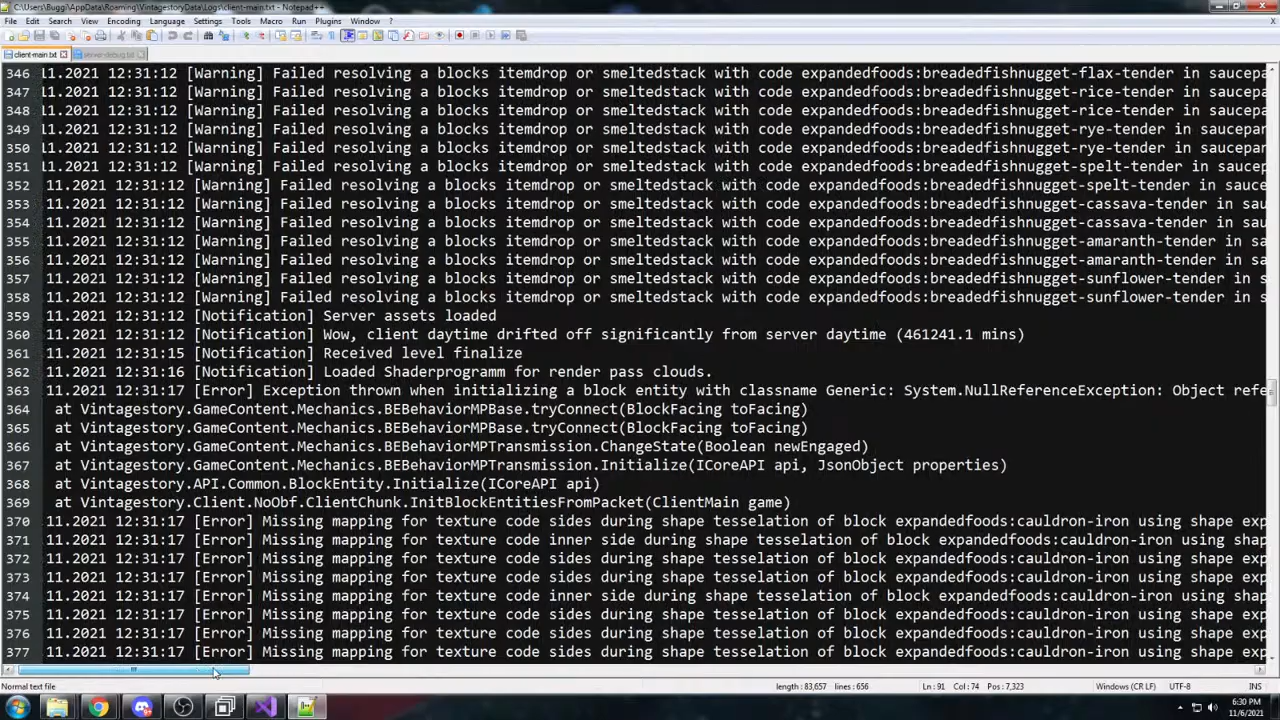 C:\Users\Buggi\AppData\Roaming\VintagestoryData\Logs\client-main.txt - Notepad++
File Edit Search View Encoding Language Settings Tools Macro Run Plugins Window ?
client-main.txt server-debug.txt
346 11.2021 12:31:12 [Warning] Failed resolving a blocks itemdrop or smeltedstack with code expandedfoods:breadedfishnugget-flax-tender in saucepa
347 11.2021 12:31:12 [Warning] Failed resolving a blocks itemdrop or smeltedstack with code expandedfoods:breadedfishnugget-rice-tender in saucepa
348 11.2021 12:31:12 [Warning] Failed resolving a blocks itemdrop or smeltedstack with code expandedfoods:breadedfishnugget-rice-tender in saucepa
349 11.2021 12:31:12 [Warning] Failed resolving a blocks itemdrop or smeltedstack with code expandedfoods:breadedfishnugget-rye-tender in saucepan
350 11.2021 12:31:12 [Warning] Failed resolving a blocks itemdrop or smeltedstack with code expandedfoods:breadedfishnugget-rye-tender in saucepan
351 11.2021 12:31:12 [Warning] Failed resolving a blocks itemdrop or smeltedstack with code expandedfoods:breadedfishnugget-spelt-tender in saucep
352 11.2021 12:31:12 [Warning] Failed resolving a blocks itemdrop or smeltedstack with code expandedfoods:breadedfishnugget-spelt-tender in sauce
353 11.2021 12:31:12 [Warning] Failed resolving a blocks itemdrop or smeltedstack with code expandedfoods:breadedfishnugget-cassava-tender in sau
354 11.2021 12:31:12 [Warning] Failed resolving a blocks itemdrop or smeltedstack with code expandedfoods:breadedfishnugget-cassava-tender in sau
355 11.2021 12:31:12 [Warning] Failed resolving a blocks itemdrop or smeltedstack with code expandedfoods:breadedfishnugget-amaranth-tender in sa
356 11.2021 12:31:12 [Warning] Failed resolving a blocks itemdrop or smeltedstack with code expandedfoods:breadedfishnugget-amaranth-tender in sa
357 11.2021 12:31:12 [Warning] Failed resolving a blocks itemdrop or smeltedstack with code expandedfoods:breadedfishnugget-sunflower-tender in s
358 11.2021 12:31:12 [Warning] Failed resolving a blocks itemdrop or smeltedstack with code expandedfoods:breadedfishnugget-sunflower-tender in s
359 11.2021 12:31:12 [Notification] Server assets loaded
360 11.2021 12:31:12 [Notification] Wow, client daytime drifted off significantly from server daytime (461241.1 mins)
361 11.2021 12:31:15 [Notification] Received level finalize
362 11.2021 12:31:16 [Notification] Loaded Shaderprogramm for render pass clouds.
363 11.2021 12:31:17 [Error] Exception thrown when initializing a block entity with classname Generic: System.NullReferenceException: Object refe
364 at Vintagestory.GameContent.Mechanics.BEBehaviorMPBase.tryConnect(BlockFacing toFacing)
365 at Vintagestory.GameContent.Mechanics.BEBehaviorMPBase.tryConnect(BlockFacing toFacing)
366 at Vintagestory.GameContent.Mechanics.BEBehaviorMPTransmission.ChangeState(Boolean newEngaged)
367 at Vintagestory.GameContent.Mechanics.BEBehaviorMPTransmission.Initialize(ICoreAPI api, JsonObject properties)
368 at Vintagestory.API.Common.BlockEntity.Initialize(ICoreAPI api)
369 at Vintagestory.Client.NoObf.ClientChunk.InitBlockEntitiesFromPacket(ClientMain game)
370 11.2021 12:31:17 [Error] Missing mapping for texture code sides during shape tesselation of block expandedfoods:cauldron-iron using shape exp
371 11.2021 12:31:17 [Error] Missing mapping for texture code inner side during shape tesselation of block expandedfoods:cauldron-iron using shap
372 11.2021 12:31:17 [Error] Missing mapping for texture code sides during shape tesselation of block expandedfoods:cauldron-iron using shape exp
373 11.2021 12:31:17 [Error] Missing mapping for texture code sides during shape tesselation of block expandedfoods:cauldron-iron using shape exp
374 11.2021 12:31:17 [Error] Missing mapping for texture code inner side during shape tesselation of block expandedfoods:cauldron-iron using shap
375 11.2021 12:31:17 [Error] Missing mapping for texture code sides during shape tesselation of block expandedfoods:cauldron-iron using shape exp
376 11.2021 12:31:17 [Error] Missing mapping for texture code sides during shape tesselation of block expandedfoods:cauldron-iron using shape exp
377 11.2021 12:31:17 [Error] Missing mapping for texture code sides during shape tesselation of block expandedfoods:cauldron-iron using shape exp
Normal text file length : 83,657 lines : 656 Ln : 91 Col : 74 Pos : 7,323 Windows (CR LF) UTF-8 INS
6:30 PM
11/6/2021